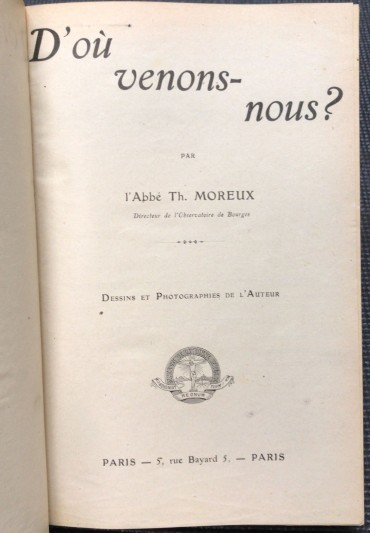 D'où
venons-
nous?
PAR
l'Abbé Th. MOREUX
Directeur de l'Observatoire de Bourges
DESSINS ET PHOTOGRAPHIES DE L'AUTEUR
PARIS — 5, rue Bayard 5. — PARIS